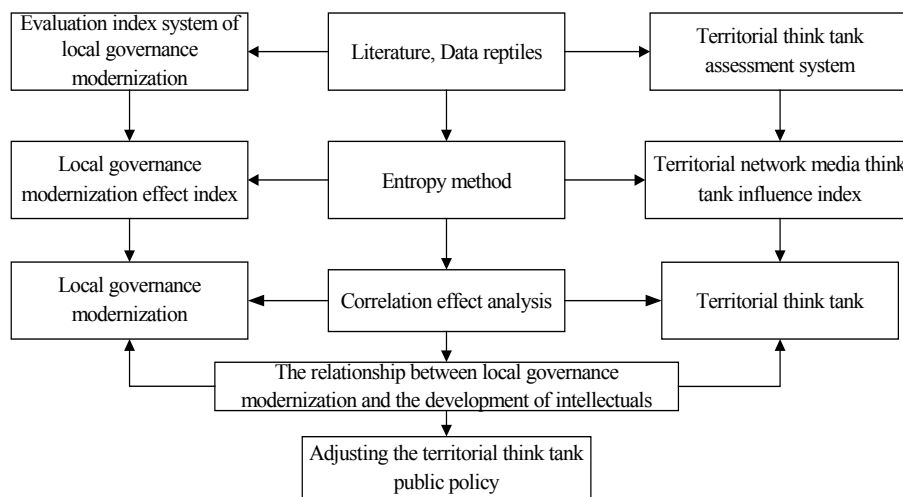 Evaluation index system of
local governance
modernization
Literature, Data reptiles
Territorial think tank
assessment system
Local governance
modernization effect index
Entropy method
Territorial network media think
tank influence index
Local governance
modernization
Correlation effect analysis
Territorial think tank
The relationship between local governance
modernization and the development of intellectuals
Adjusting the territorial think tank
public policy